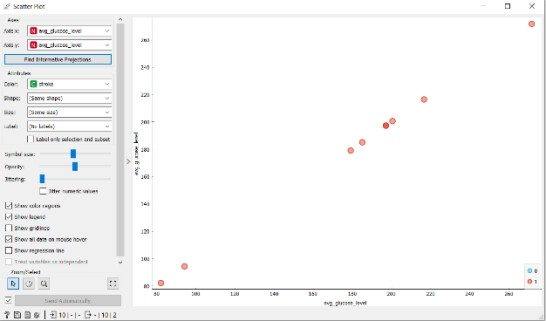 Scatter Plot
Axes
Axis x: N avg_glucose_level
Axis y: N avg_glucose_level
Find Informative Projections
Attributes
Color: C stroke
Shape: (Same shape)
Size: (Same size)
Label: (No labels)
Label only selection and subset
Symbol size:
Opacity:
Jittering:
Jitter numeric values
Show color regions
Show legend
Show gridlines
Show all data on mouse hover
Show regression line
Treat variables as independent
Zoom/Select
Send Automatically
? 10 | - | - 10 | 2
avg_glucose_level
260
240
220
200
180
160
140
120
100
80
80 100 120 140 160 180 200 220 240 260
avg_glucose_level
0
1